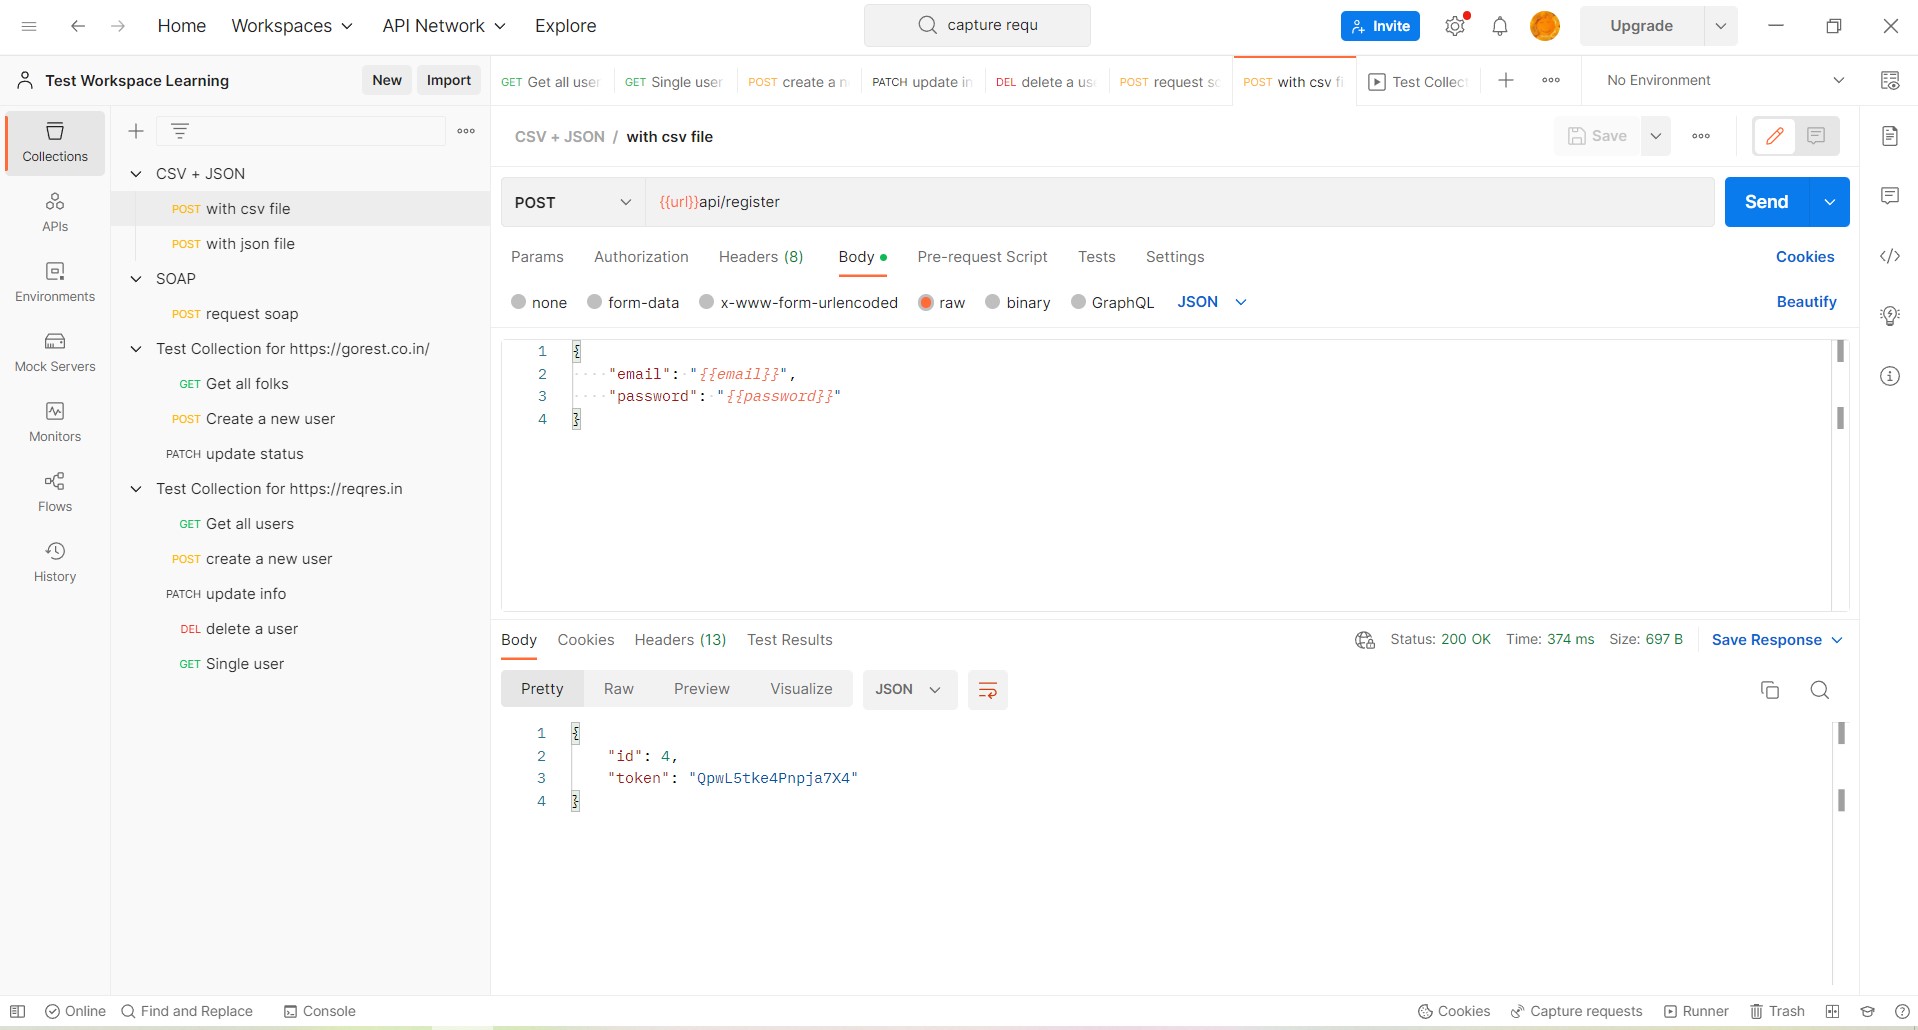 Home Workspaces API Network Explore capture requ Invite Upgrade
Test Workspace Learning New Import
GET Get all user GET Single user POST create a n PATCH update in DEL delete a use POST request so POST with csv fi Test Collect No Environment
Collections
APIs
Environments
Mock Servers
Monitors
Flows
History
CSV + JSON
POST with csv file
POST with json file
SOAP
POST request soap
Test Collection for https://gorest.co.in/
GET Get all folks
POST Create a new user
PATCH update status
Test Collection for https://reqres.in
GET Get all users
POST create a new user
PATCH update info
DEL delete a user
GET Single user
CSV + JSON / with csv file Save
POST {{url}}api/register Send
Params Authorization Headers (8) Body Pre-request Script Tests Settings Cookies
none form-data x-www-form-urlencoded raw binary GraphQL JSON Beautify
1 {
2 "email": "{{email}}",
3 "password": "{{password}}"
4 }
Body Cookies Headers (13) Test Results Status: 200 OK Time: 374 ms Size: 697 B Save Response
Pretty Raw Preview Visualize JSON
1 {
2 "id": 4,
3 "token": "QpwL5tke4Pnpja7X4"
4 }
Online Find and Replace Console Cookies Capture requests Runner Trash